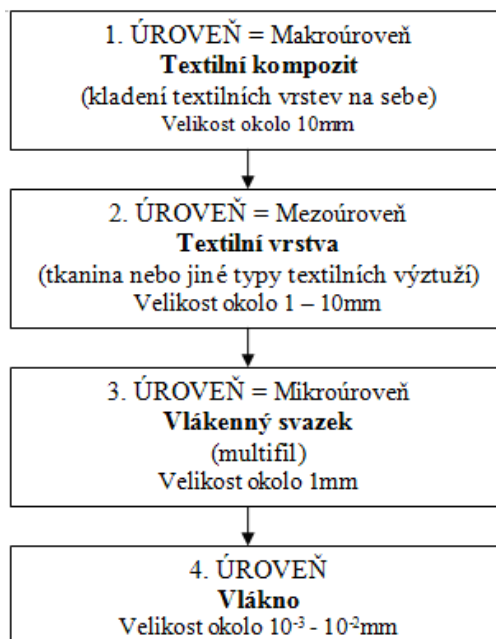 1. ÚROVEŇ = Makroúroveň
Textilní kompozit
(kladení textilních vrstev na sebe)
Velikost okolo 10mm
2. ÚROVEŇ = Mezoúroveň
Textilní vrstva
(tkanina nebo jiné typy textilních výztuží)
Velikost okolo 1 – 10mm
3. ÚROVEŇ = Mikroúroveň
Vlákenný svazek
(multifil)
Velikost okolo 1mm
4. ÚROVEŇ
Vlákno
Velikost okolo 10⁻³ - 10⁻²mm